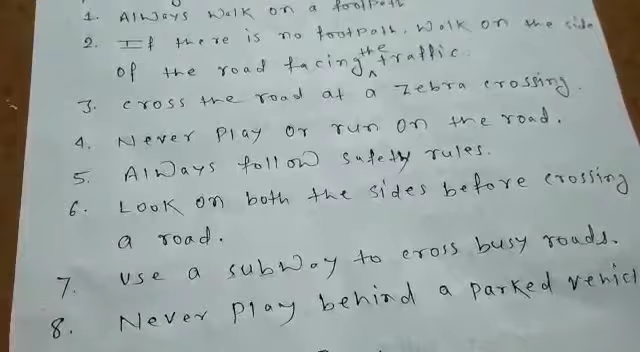 1. Always walk on a footpath
2. If there is no footpath. walk on the side
of the road facing the traffic.
3. cross the road at a zebra crossing.
4. Never play or run on the road.
5. Always follow safety rules.
6. Look on both the sides before crossing
a road.
7. use a subway to cross busy roads.
8. Never play behind a parked vehicl